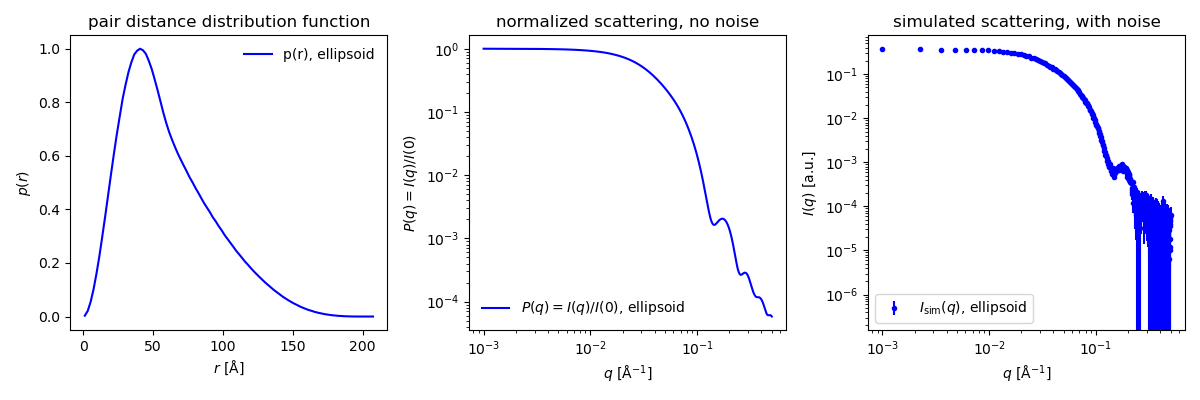 pair distance distribution function
p(r), ellipsoid
1.0
0.8
0.6
0.4
0.2
0.0
p(r)
0 50 100 150 200
r [Å]
normalized scattering, no noise
P(q) = I(q)/I(0), ellipsoid
10⁰
10⁻¹
10⁻²
10⁻³
10⁻⁴
P(q) = I(q)/I(0)
10⁻³ 10⁻² 10⁻¹
q [Å⁻¹]
simulated scattering, with noise
I_sim(q), ellipsoid
10⁻¹
10⁻²
10⁻³
10⁻⁴
10⁻⁵
10⁻⁶
I(q) [a.u.]
10⁻³ 10⁻² 10⁻¹
q [Å⁻¹]